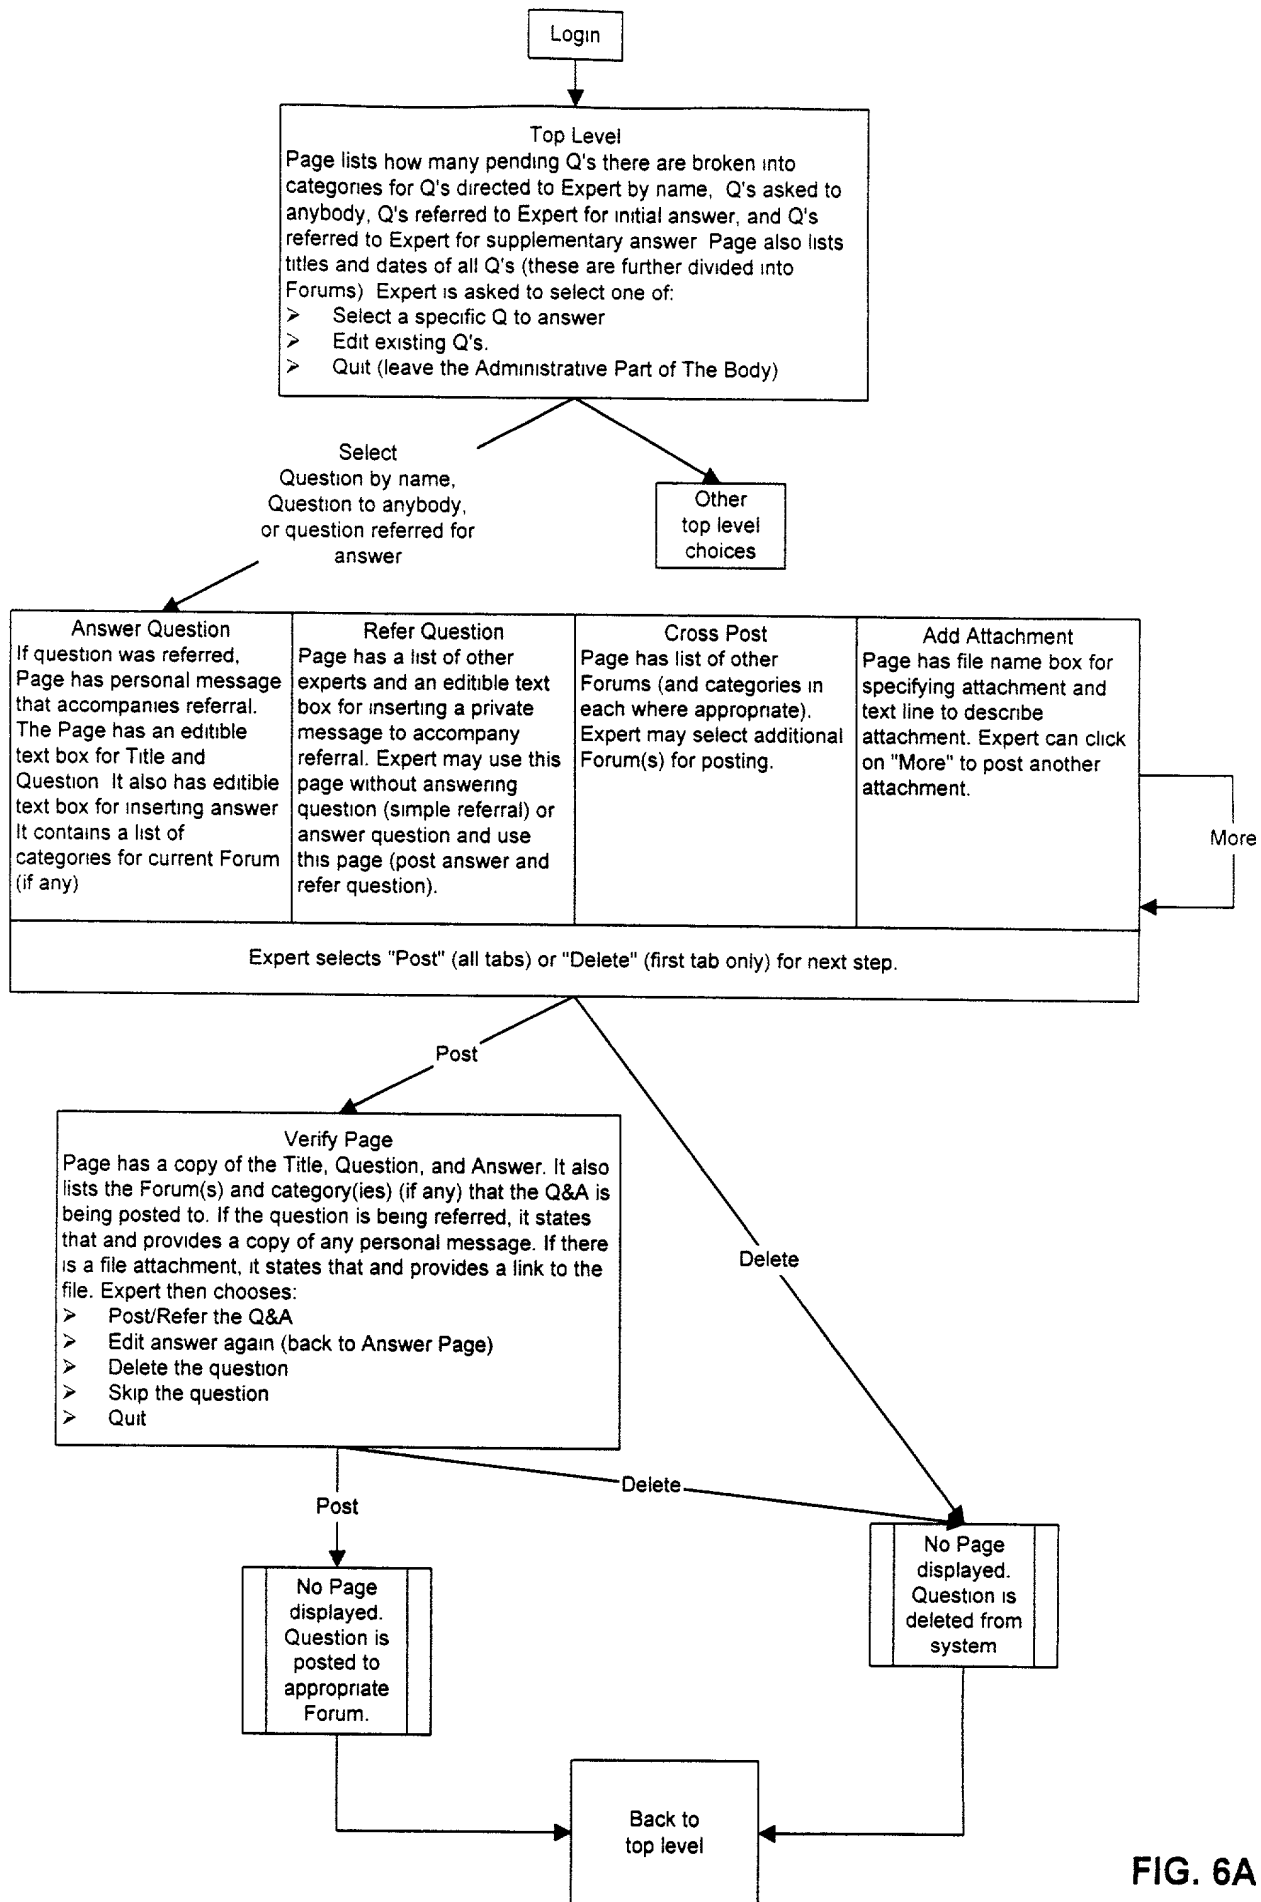 Login
Top Level
Page lists how many pending Q's there are broken into
categories for Q's directed to Expert by name, Q's asked to
anybody, Q's referred to Expert for initial answer, and Q's
referred to Expert for supplementary answer Page also lists
titles and dates of all Q's (these are further divided into
Forums) Expert is asked to select one of:
➢ Select a specific Q to answer
➢ Edit existing Q's.
➢ Quit (leave the Administrative Part of The Body)
Select
Question by name,
Question to anybody,
or question referred for
answer
Other
top level
choices
Answer Question
If question was referred,
Page has personal message
that accompanies referral.
The Page has an editible
text box for Title and
Question It also has editible
text box for inserting answer
It contains a list of
categories for current Forum
(if any)
Refer Question
Page has a list of other
experts and an editible text
box for inserting a private
message to accompany
referral. Expert may use this
page without answering
question (simple referral) or
answer question and use
this page (post answer and
refer question).
Cross Post
Page has list of other
Forums (and categories in
each where appropriate).
Expert may select additional
Forum(s) for posting.
Add Attachment
Page has file name box for
specifying attachment and
text line to describe
attachment. Expert can click
on "More" to post another
attachment.
More
Expert selects "Post" (all tabs) or "Delete" (first tab only) for next step.
Post
Delete
Verify Page
Page has a copy of the Title, Question, and Answer. It also
lists the Forum(s) and category(ies) (if any) that the Q&A is
being posted to. If the question is being referred, it states
that and provides a copy of any personal message. If there
is a file attachment, it states that and provides a link to the
file. Expert then chooses:
➢ Post/Refer the Q&A
➢ Edit answer again (back to Answer Page)
➢ Delete the question
➢ Skip the question
➢ Quit
Post
Delete
No Page
displayed.
Question is
posted to
appropriate
Forum.
No Page
displayed.
Question is
deleted from
system
Back to
top level
FIG. 6A